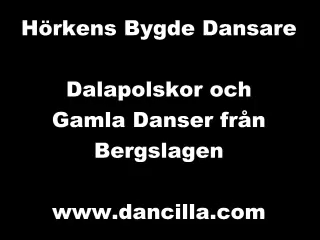 Hörkens Bygde Dansare
Dalapolskor och
Gamla Danser från
Bergslagen
www.dancilla.com